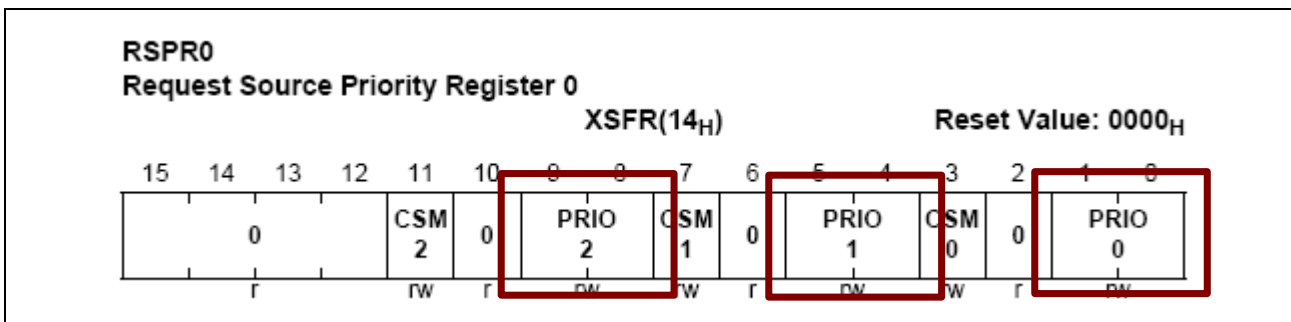 RSPR0
Request Source Priority Register 0
XSFR(14H) Reset Value: 0000H
15 14 13 12 11 10 9 8 7 6 5 4 3 2 1 0
0 CSM 2 0 PRIO 2 CSM 1 0 PRIO 1 CSM 0 0 PRIO 0
r rw r rw rw r rw rw r rw